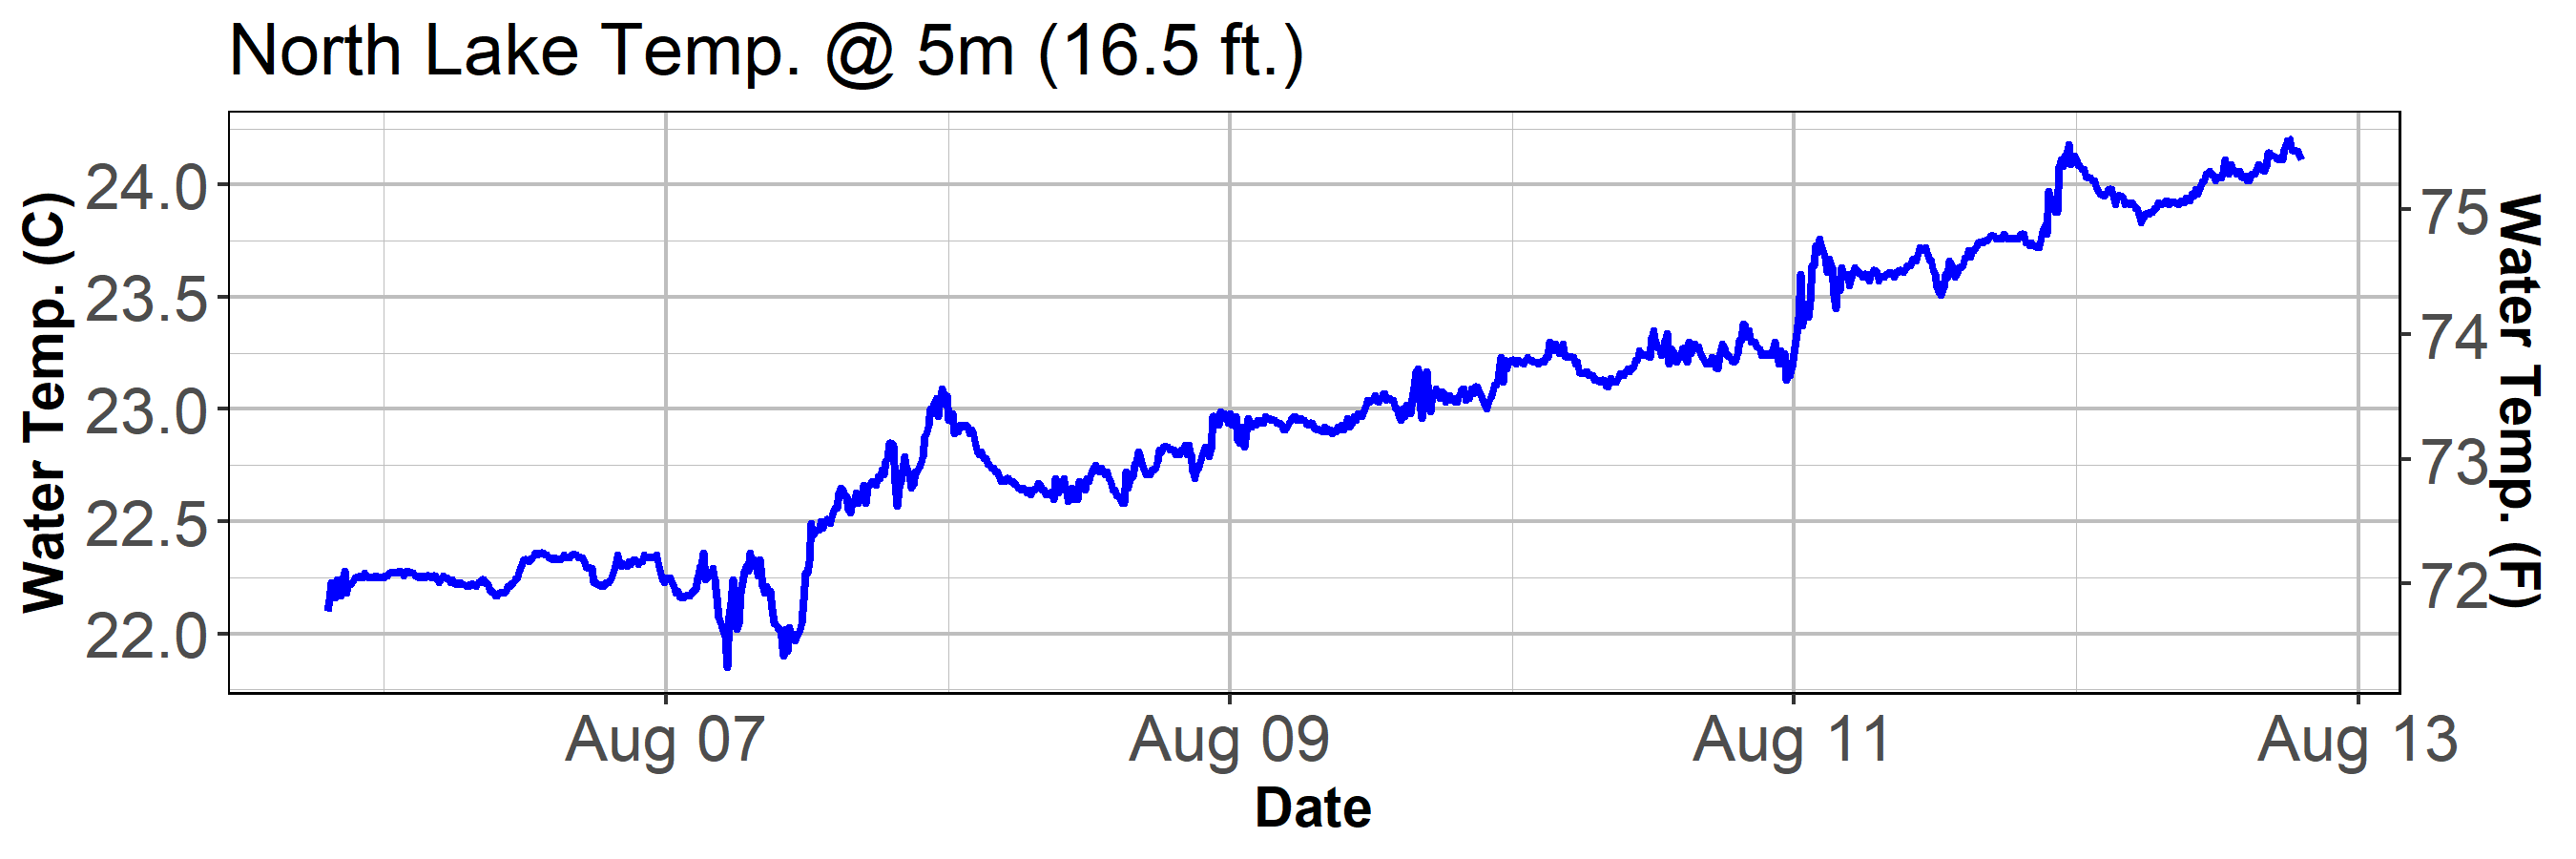 North Lake Temp. @ 5m (16.5 ft.)
Water Temp. (C)
24.0
23.5
23.0
22.5
22.0
75
74
73
72
Water Temp. (F)
Aug 07 Aug 09 Aug 11 Aug 13
Date